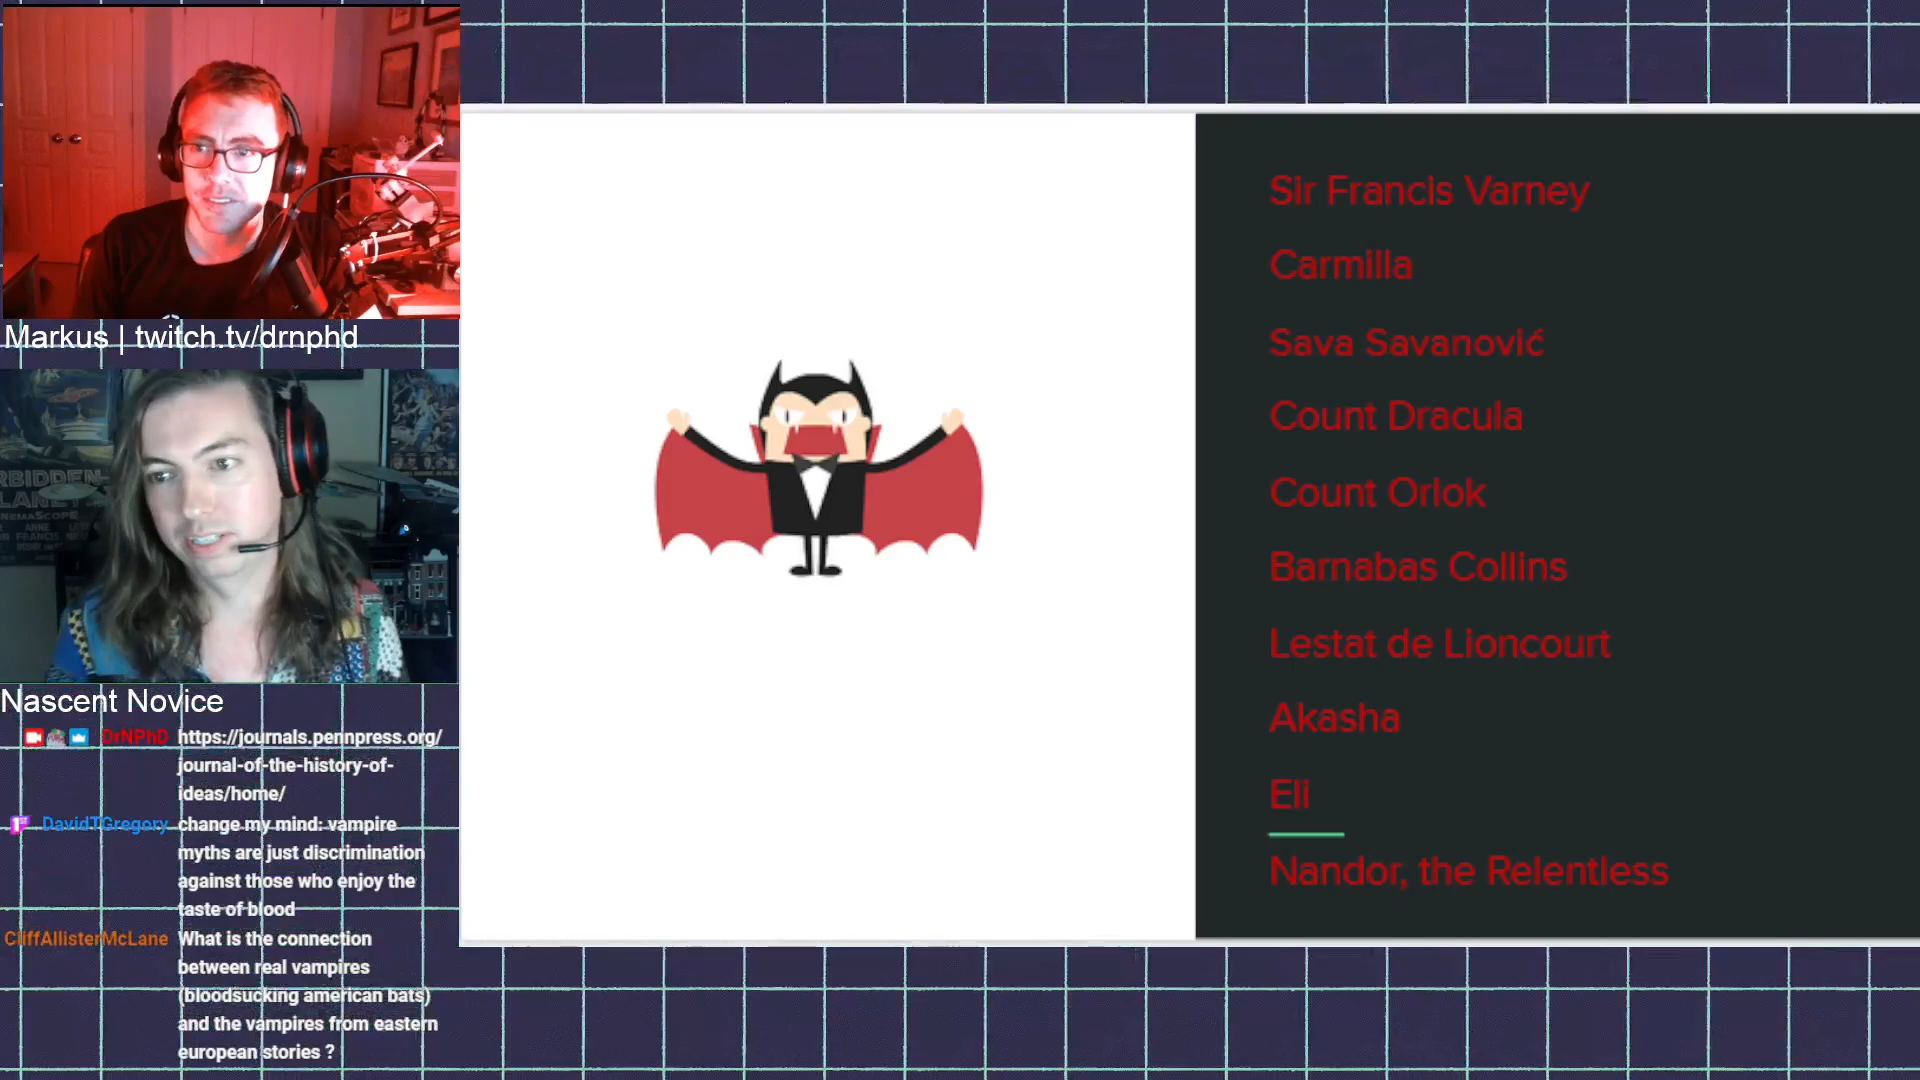 Markus | twitch.tv/drnphd
Nascent Novice
DrNPhD https://journals.pennpress.org/
journal-of-the-history-of-
ideas/home/
DavidTGregory change my mind: vampire
myths are just discrimination
against those who enjoy the
taste of blood
CliffAllisterMcLane What is the connection
between real vampires
(bloodsucking american bats)
and the vampires from eastern
european stories ?
Sir Francis Varney
Carmilla
Sava Savanović
Count Dracula
Count Orlok
Barnabas Collins
Lestat de Lioncourt
Akasha
Eli
Nandor, the Relentless